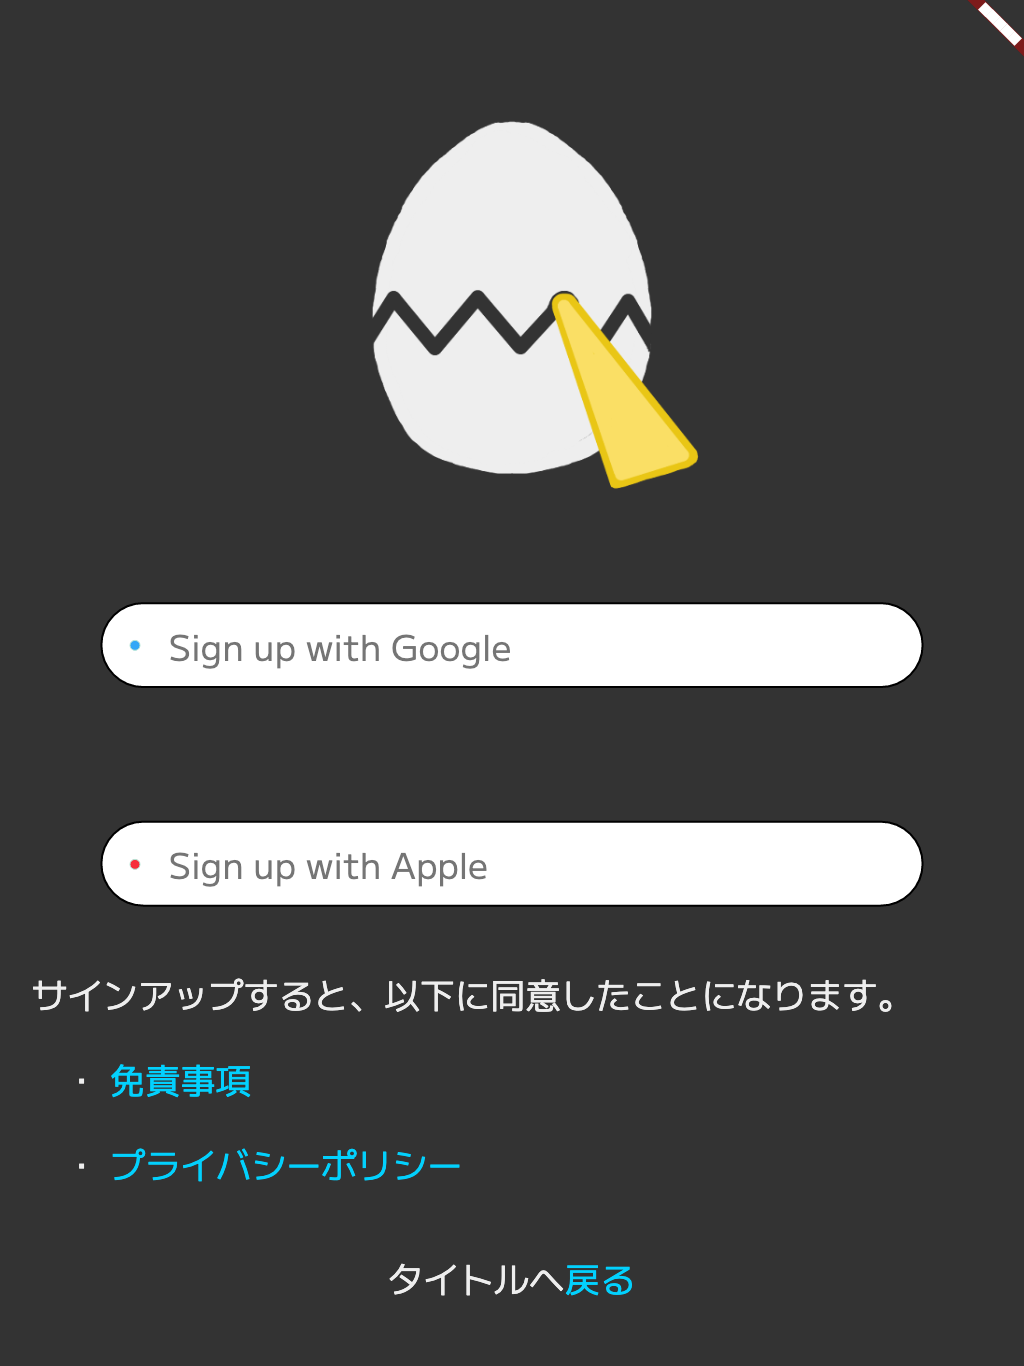 Sign up with Google
Sign up with Apple
サインアップすると、以下に同意したことになります。
・ 免責事項
・ プライバシーポリシー
タイトルへ戻る